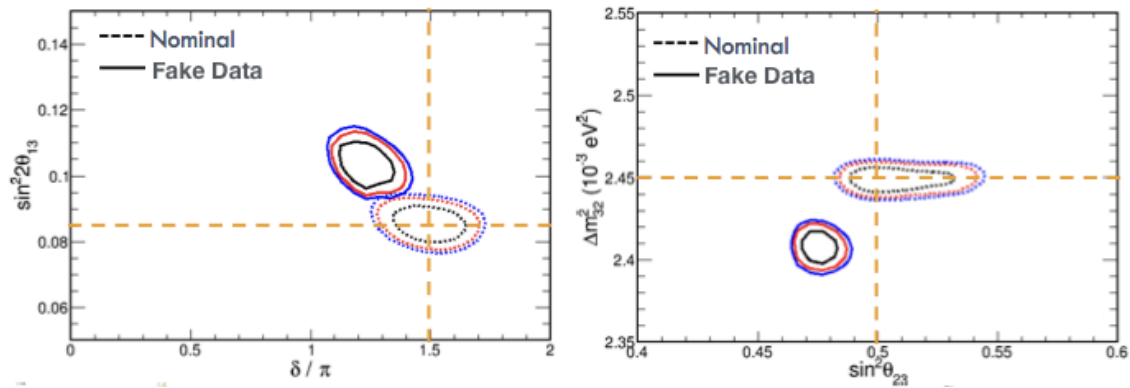 Nominal
Fake Data
sin²2θ₁₃
0.14
0.12
0.1
0.08
0.06
0 0.5 1 1.5 2
δ / π
Nominal
Fake Data
Δm²₃₂ (10⁻³ eV²)
2.55
2.5
2.45
2.4
2.35
0.4 0.45 0.5 0.55 0.6
sin²θ₂₃